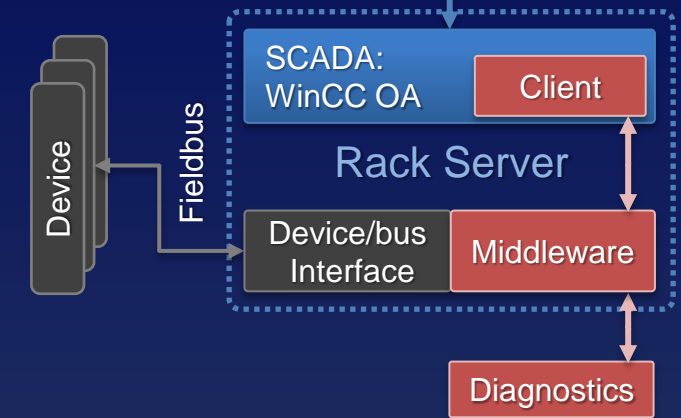 SCADA:
WinCC OA
Client
Device
Fieldbus
Rack Server
Device/bus
Interface
Middleware
Diagnostics